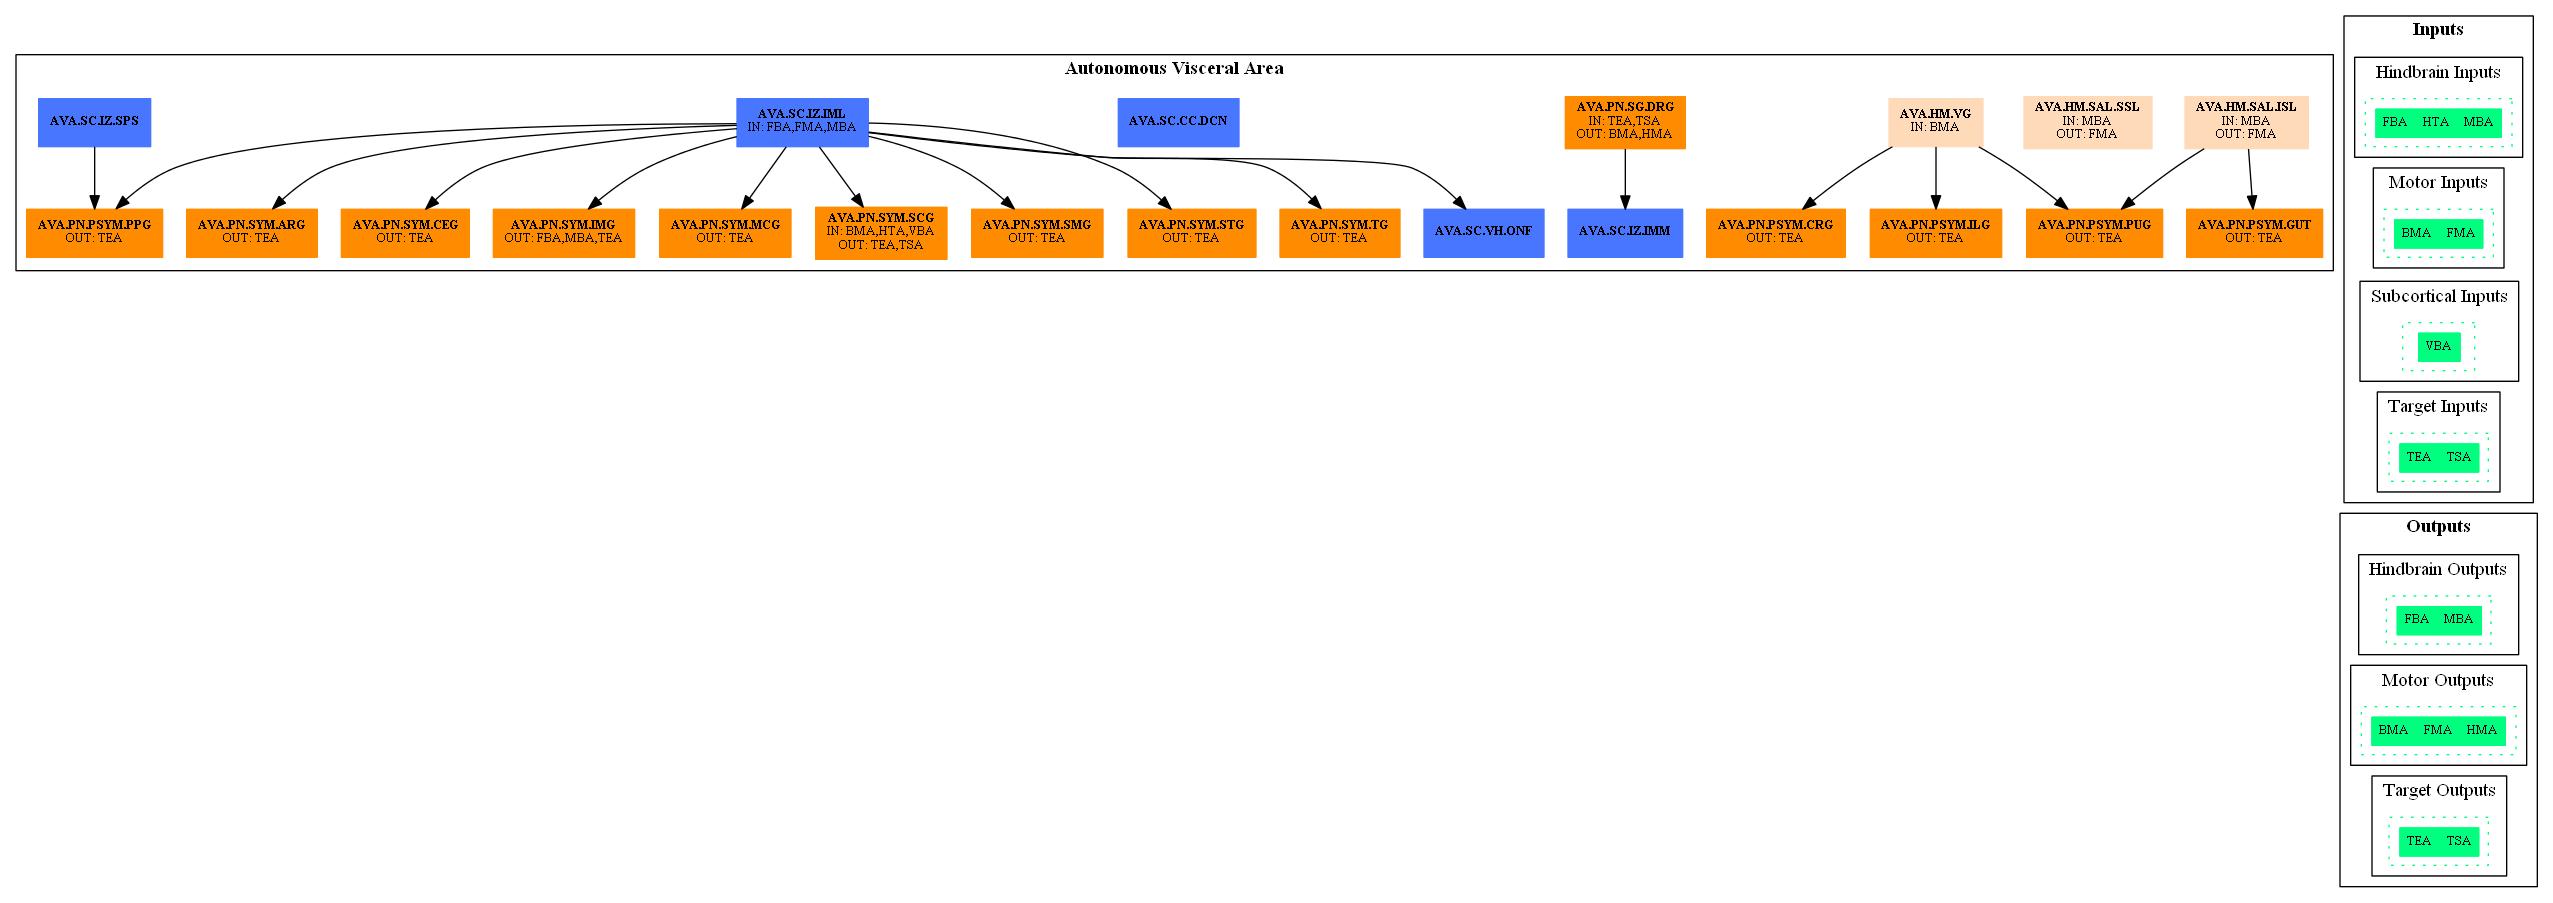 Autonomous Visceral Area
AVA.SC.IZ.SPS
AVA.SC.IZ.IML
IN: FBA,FMA,MBA
AVA.SC.CC.DCN
AVA.PN.SG.DRG
IN: TEA,TSA
OUT: BMA,HMA
AVA.HM.VG
IN: BMA
AVA.HM.SAL.SSL
IN: MBA
OUT: FMA
AVA.HM.SAL.ISL
IN: MBA
OUT: FMA
AVA.PN.PSYM.PPG
OUT: TEA
AVA.PN.SYM.ARG
OUT: TEA
AVA.PN.SYM.CEG
OUT: TEA
AVA.PN.SYM.IMG
OUT: FBA,MBA,TEA
AVA.PN.SYM.MCG
OUT: TEA
AVA.PN.SYM.SCG
IN: BMA,HTA,VBA
OUT: TEA,TSA
AVA.PN.SYM.SMG
OUT: TEA
AVA.PN.SYM.STG
OUT: TEA
AVA.PN.SYM.TG
OUT: TEA
AVA.SC.VH.ONF
AVA.SC.IZ.IMM
AVA.PN.PSYM.CRG
OUT: TEA
AVA.PN.PSYM.ILG
OUT: TEA
AVA.PN.PSYM.PUG
OUT: TEA
AVA.PN.PSYM.GUT
OUT: TEA
Inputs
Hindbrain Inputs
FBA HTA MBA
Motor Inputs
BMA FMA
Subcortical Inputs
VBA
Target Inputs
TEA TSA
Outputs
Hindbrain Outputs
FBA MBA
Motor Outputs
BMA FMA HMA
Target Outputs
TEA TSA